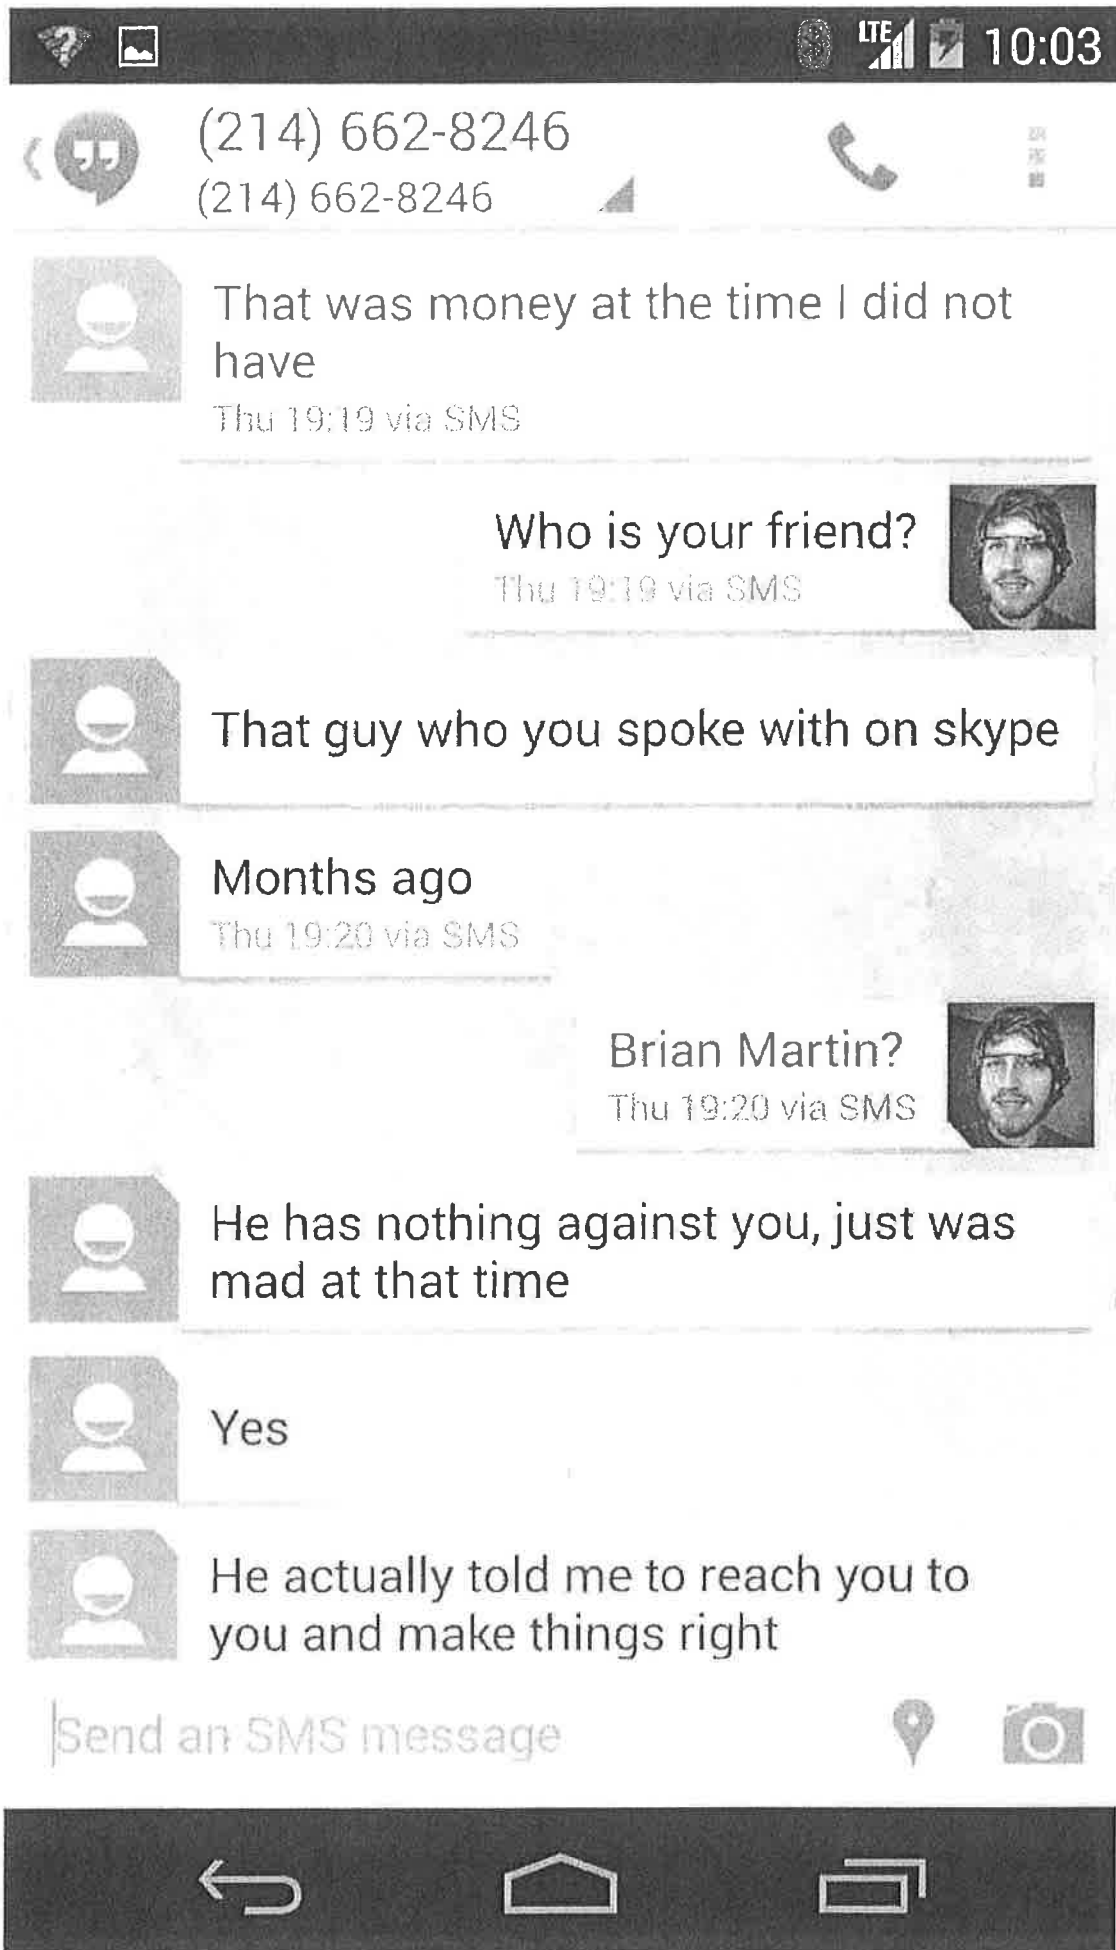 LTE 10:03
(214) 662-8246
(214) 662-8246
That was money at the time I did not
have
Thu 19:19 via SMS
Who is your friend?
Thu 19:19 via SMS
That guy who you spoke with on skype
Months ago
Thu 19:20 via SMS
Brian Martin?
Thu 19:20 via SMS
He has nothing against you, just was
mad at that time
Yes
He actually told me to reach you to
you and make things right
Send an SMS message